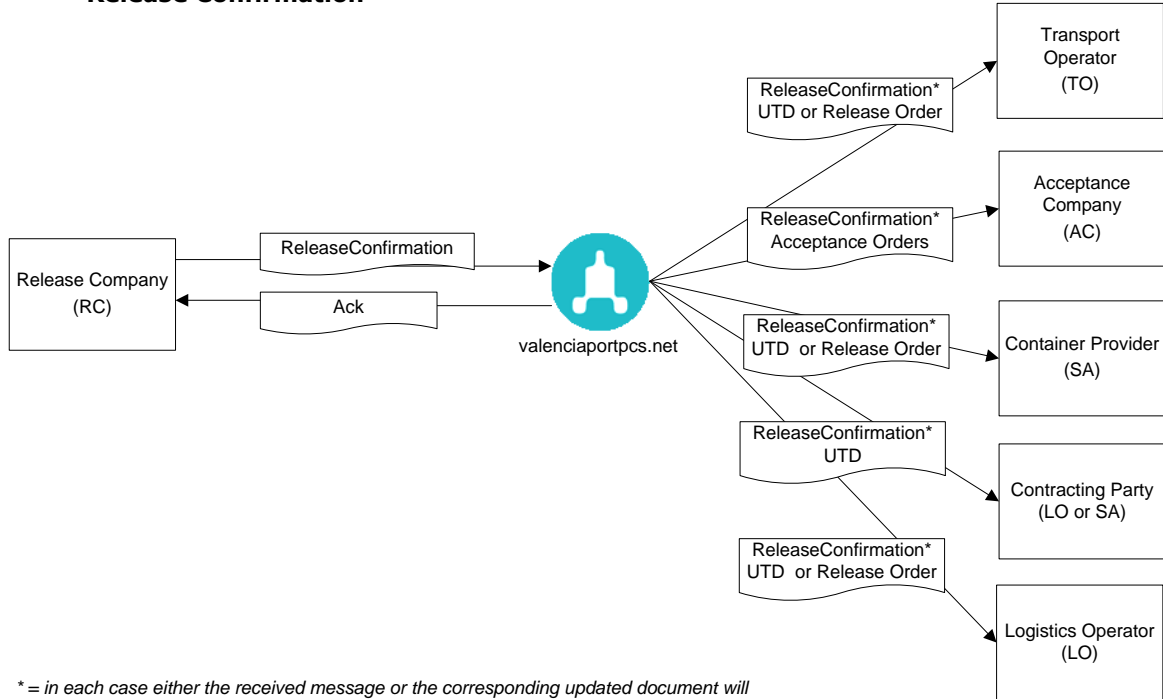 Release Confirmation
Transport
Operator
(TO)
ReleaseConfirmation*
UTD or Release Order
Acceptance
Company
(AC)
ReleaseConfirmation*
Acceptance Orders
Release Company
(RC)
ReleaseConfirmation
Ack
valenciaportpcs.net
ReleaseConfirmation*
UTD or Release Order
Container Provider
(SA)
ReleaseConfirmation*
UTD
Contracting Party
(LO or SA)
ReleaseConfirmation*
UTD or Release Order
Logistics Operator
(LO)
* = in each case either the received message or the corresponding updated document will